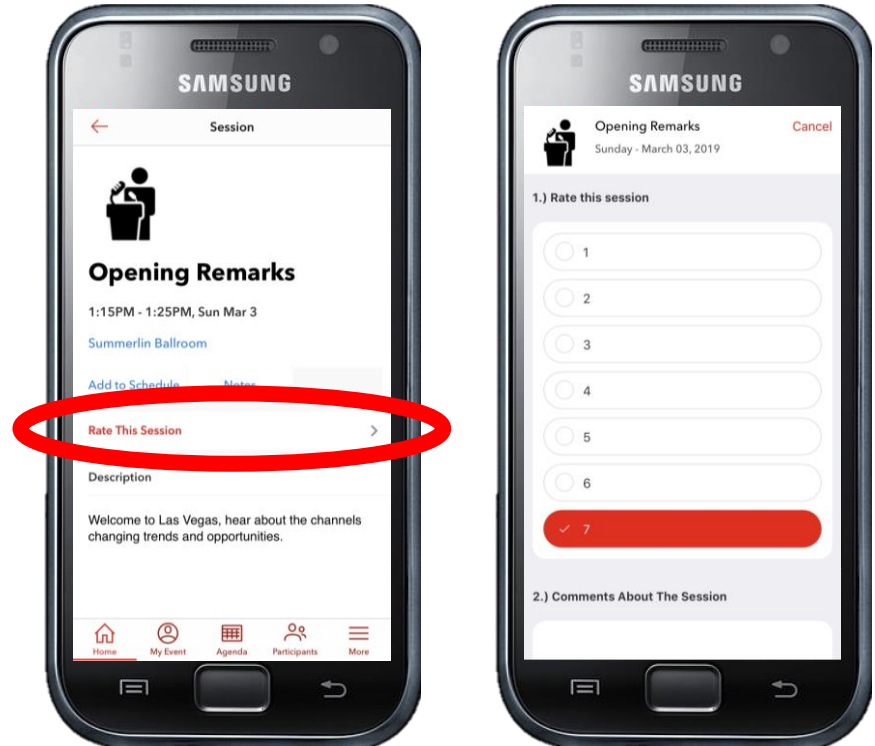 SAMSUNG
Session
Opening Remarks
1:15PM - 1:25PM, Sun Mar 3
Summerlin Ballroom
Add to Schedule Notes
Rate This Session
Description
Welcome to Las Vegas, hear about the channels
changing trends and opportunities.
Home My Event Agenda Participants More
SAMSUNG
Opening Remarks Cancel
Sunday - March 03, 2019
1.) Rate this session
1
2
3
4
5
6
7
2.) Comments About The Session